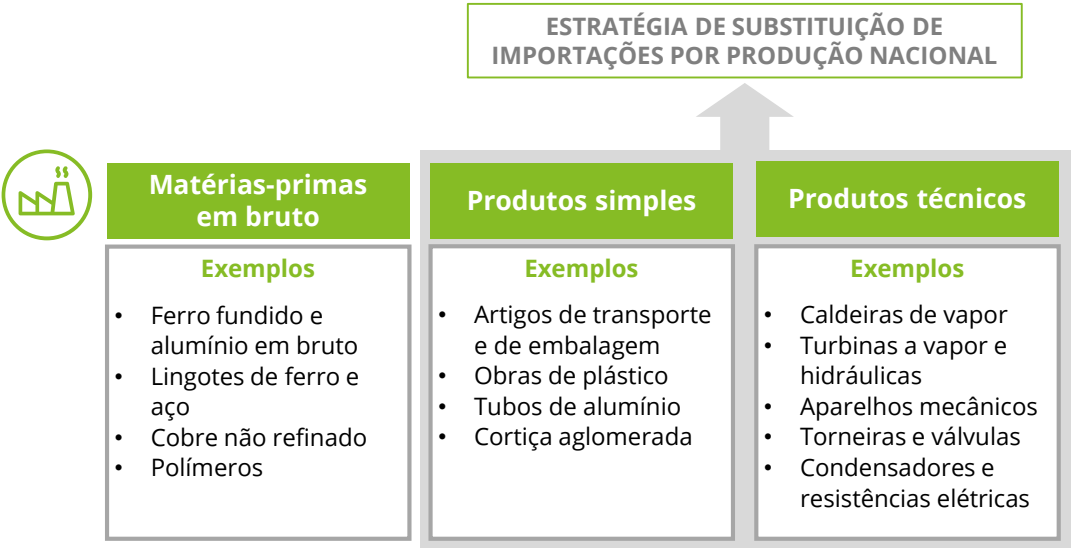 ESTRATÉGIA DE SUBSTITUIÇÃO DE
IMPORTAÇÕES POR PRODUÇÃO NACIONAL
Matérias-primas
em bruto
Exemplos
• Ferro fundido e
alumínio em bruto
• Lingotes de ferro e
aço
• Cobre não refinado
• Polímeros
Produtos simples
Exemplos
• Artigos de transporte
e de embalagem
• Obras de plástico
• Tubos de alumínio
• Cortiça aglomerada
Produtos técnicos
Exemplos
• Caldeiras de vapor
• Turbinas a vapor e
hidráulicas
• Aparelhos mecânicos
• Torneiras e válvulas
• Condensadores e
resistências elétricas